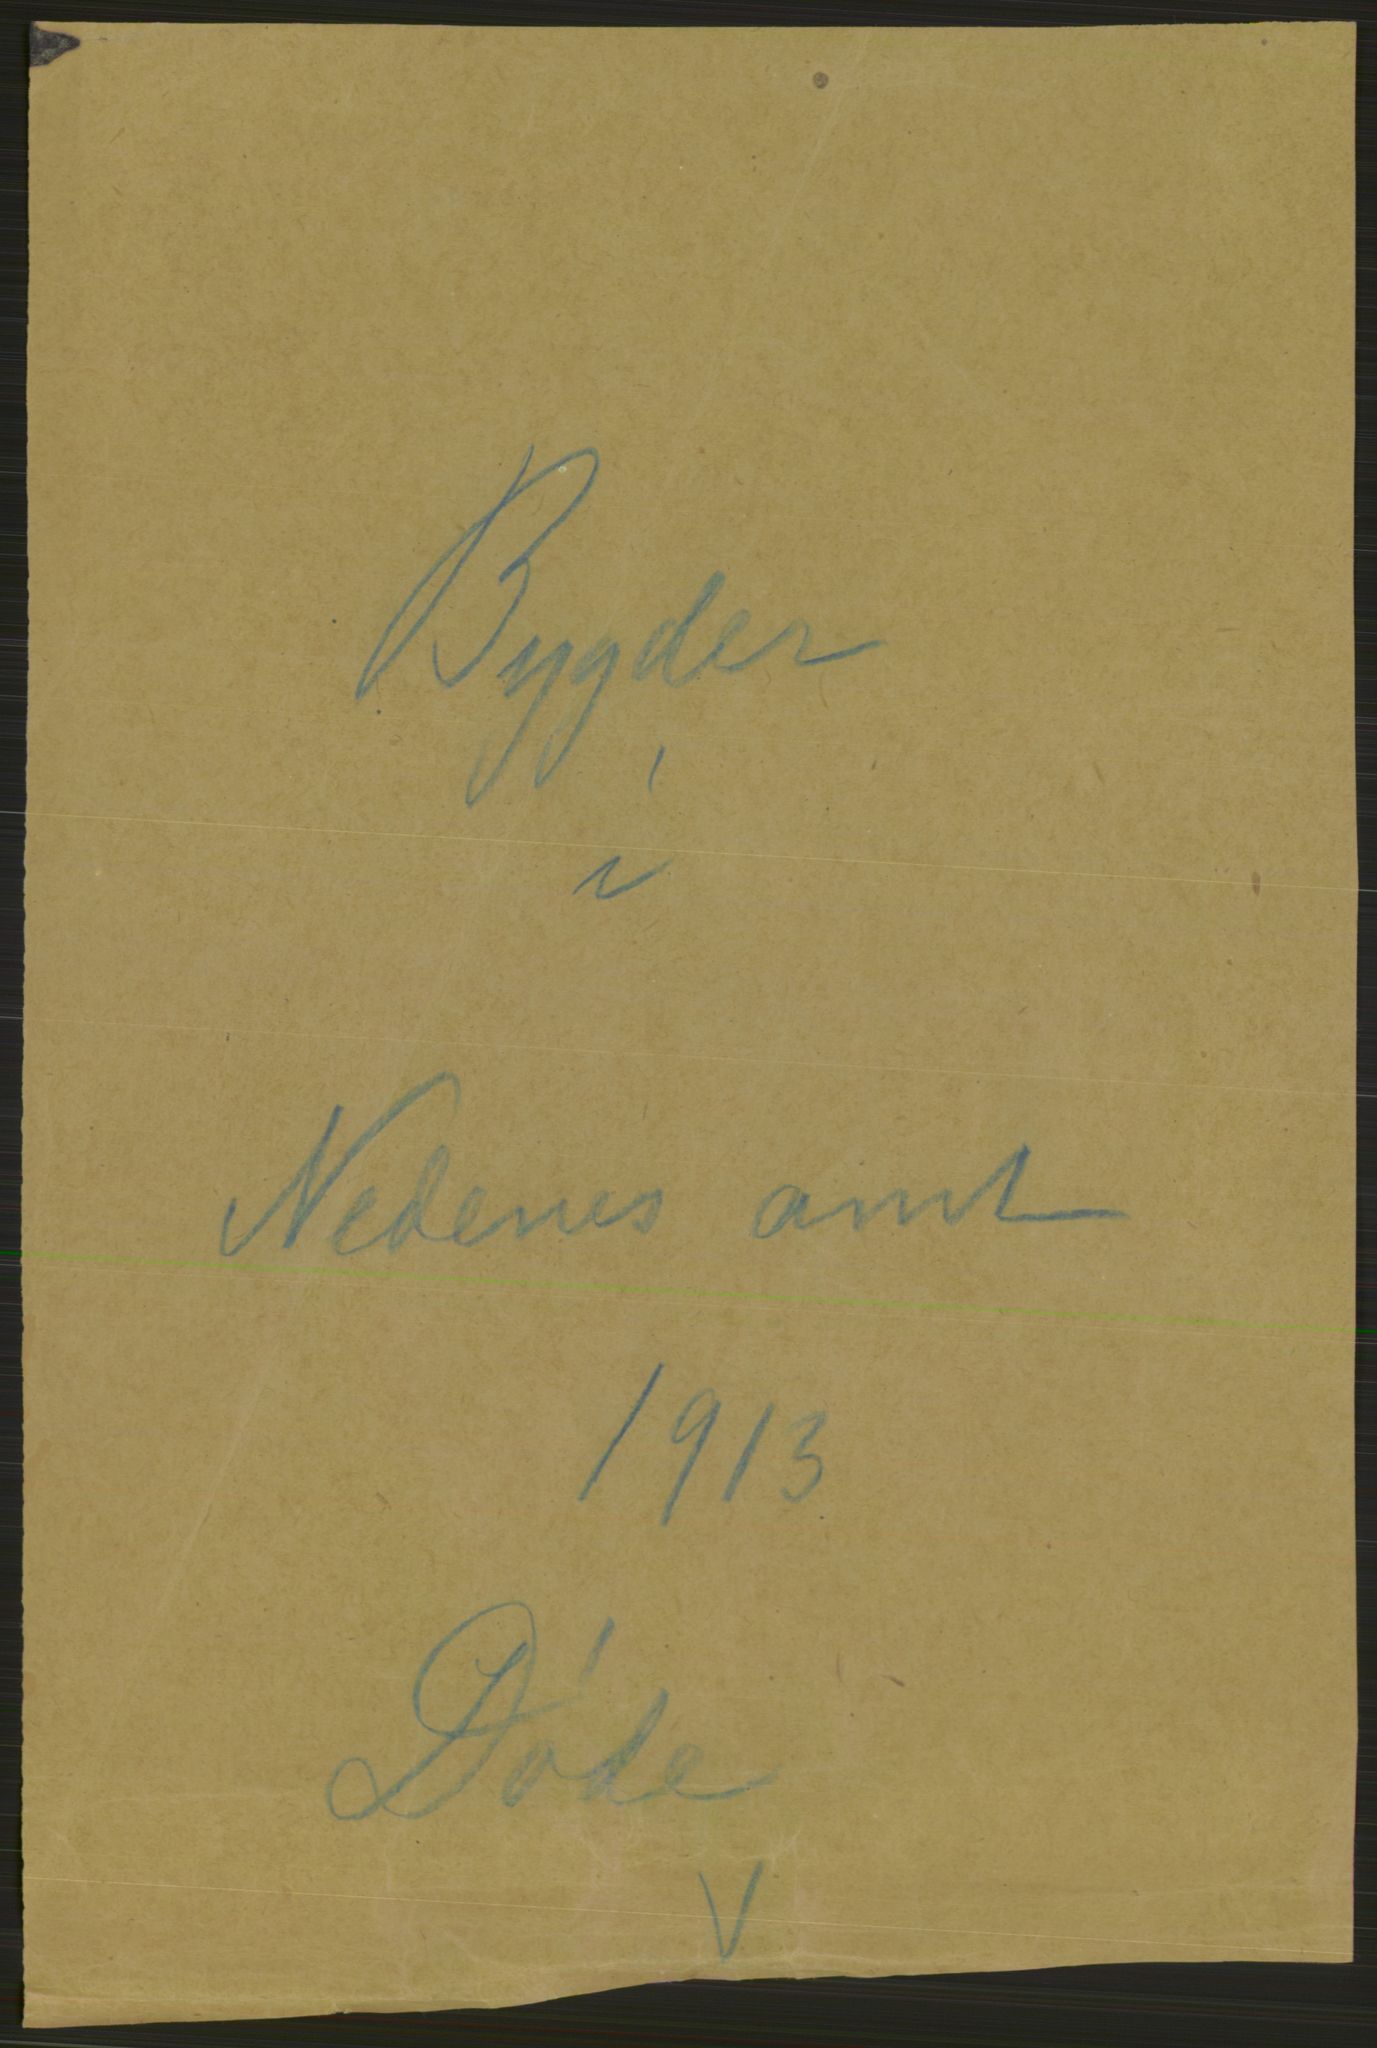 Bygder
i
Nedenes amt
1913
Døde
V